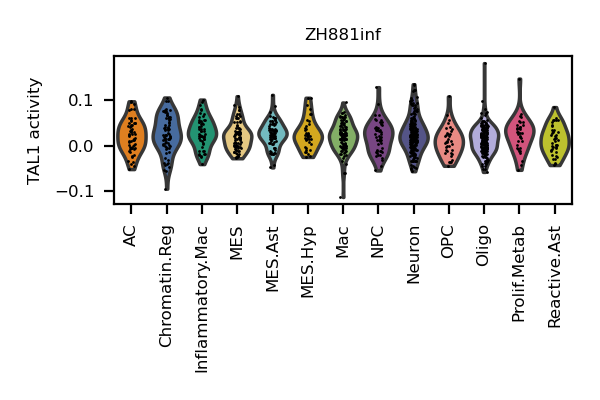 ZH881inf
TAL1 activity
0.1
0.0
−0.1
AC
Chromatin.Reg
Inflammatory.Mac
MES
MES.Ast
MES.Hyp
Mac
NPC
Neuron
OPC
Oligo
Prolif.Metab
Reactive.Ast